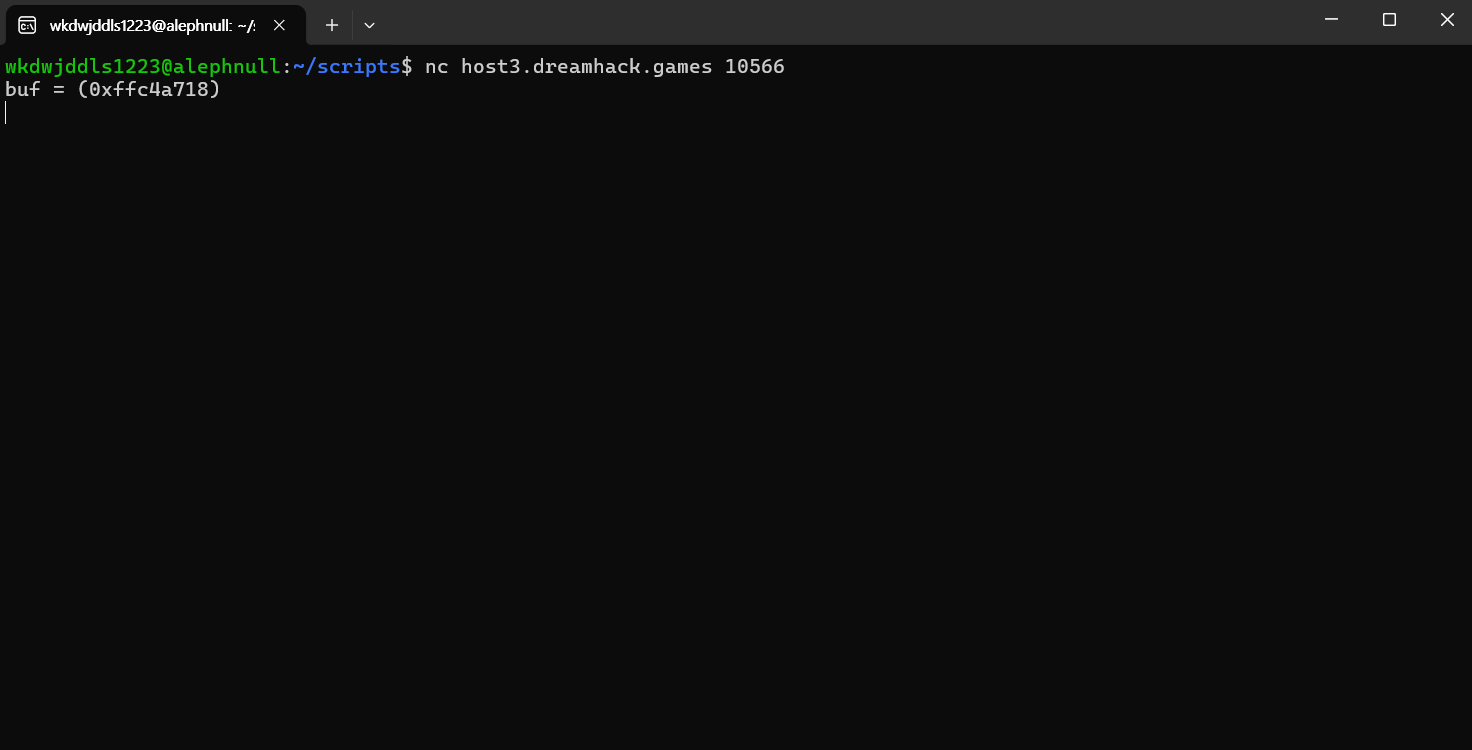 wkdwjddls1223@alephnull: ~/s
wkdwjddls1223@alephnull:~/scripts$ nc host3.dreamhack.games 10566
buf = (0xffc4a718)